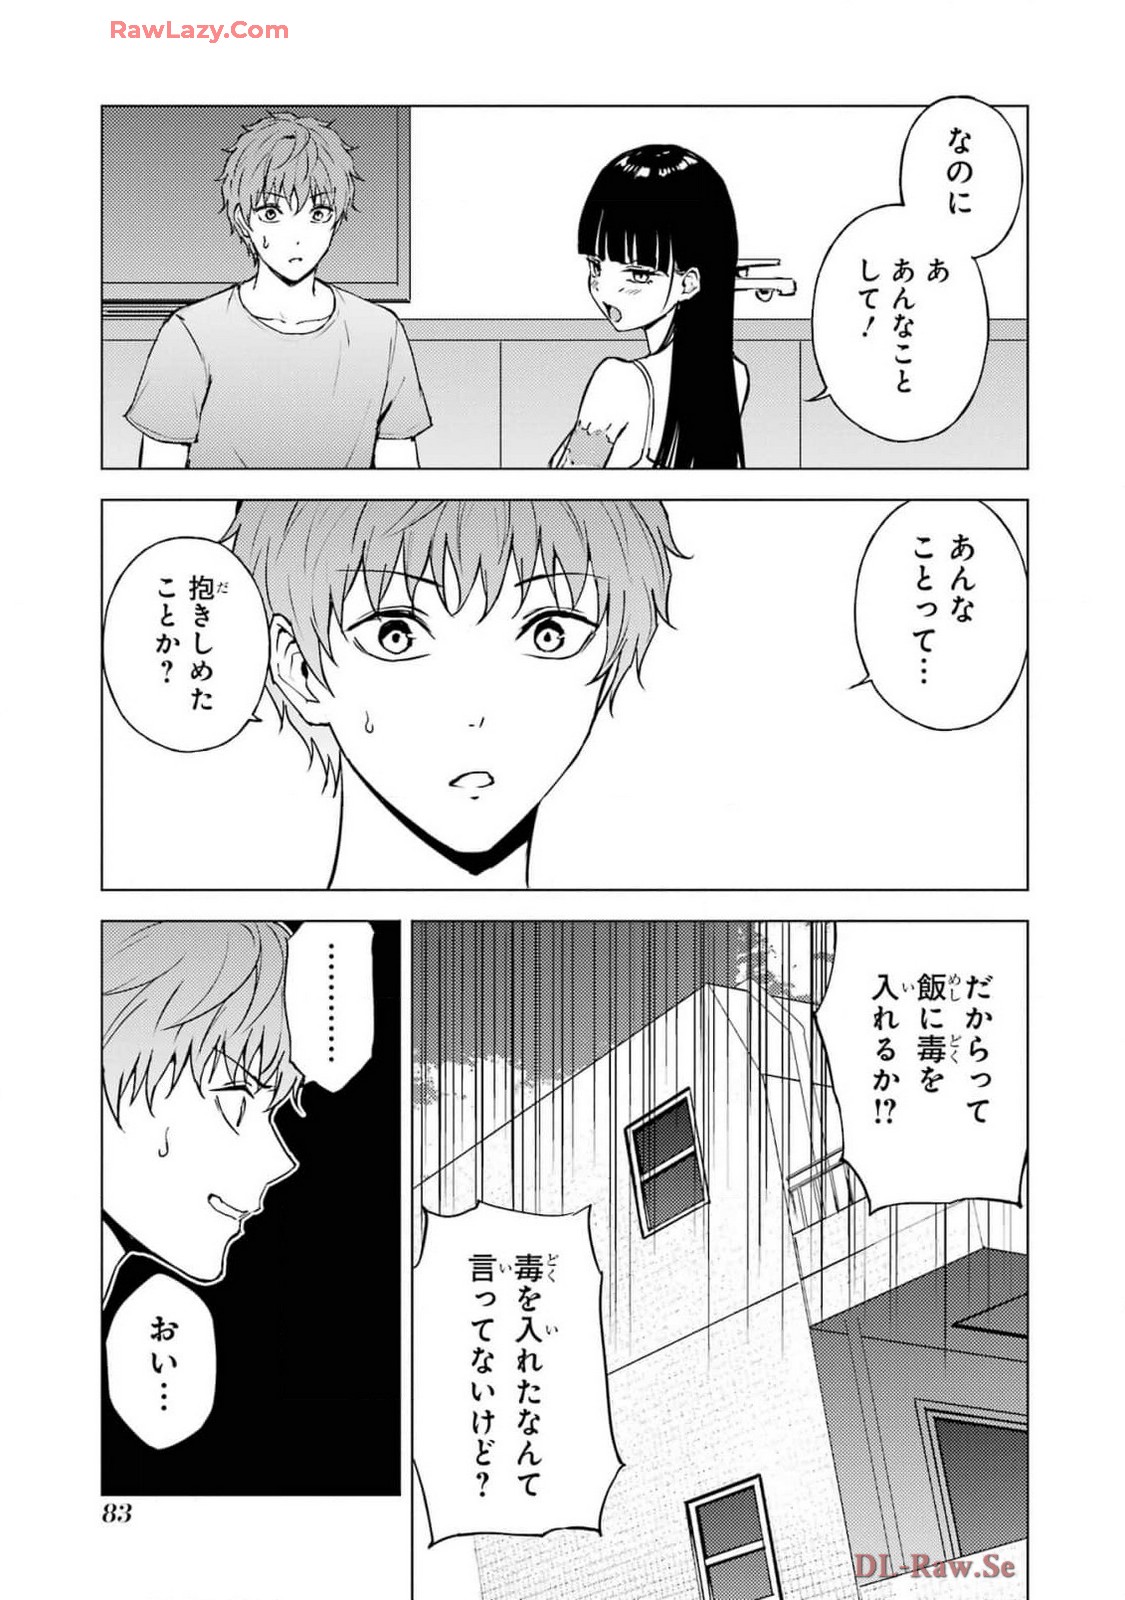 RawLazy.Com
なのに
あ
あんなこと
して!
あんな
ことって…
抱きしめた
ことか?
だからって
飯に毒を
入れるか!?
毒を入れたなんて
言ってないけど?
…………
おい…
83
DL-Raw.Se